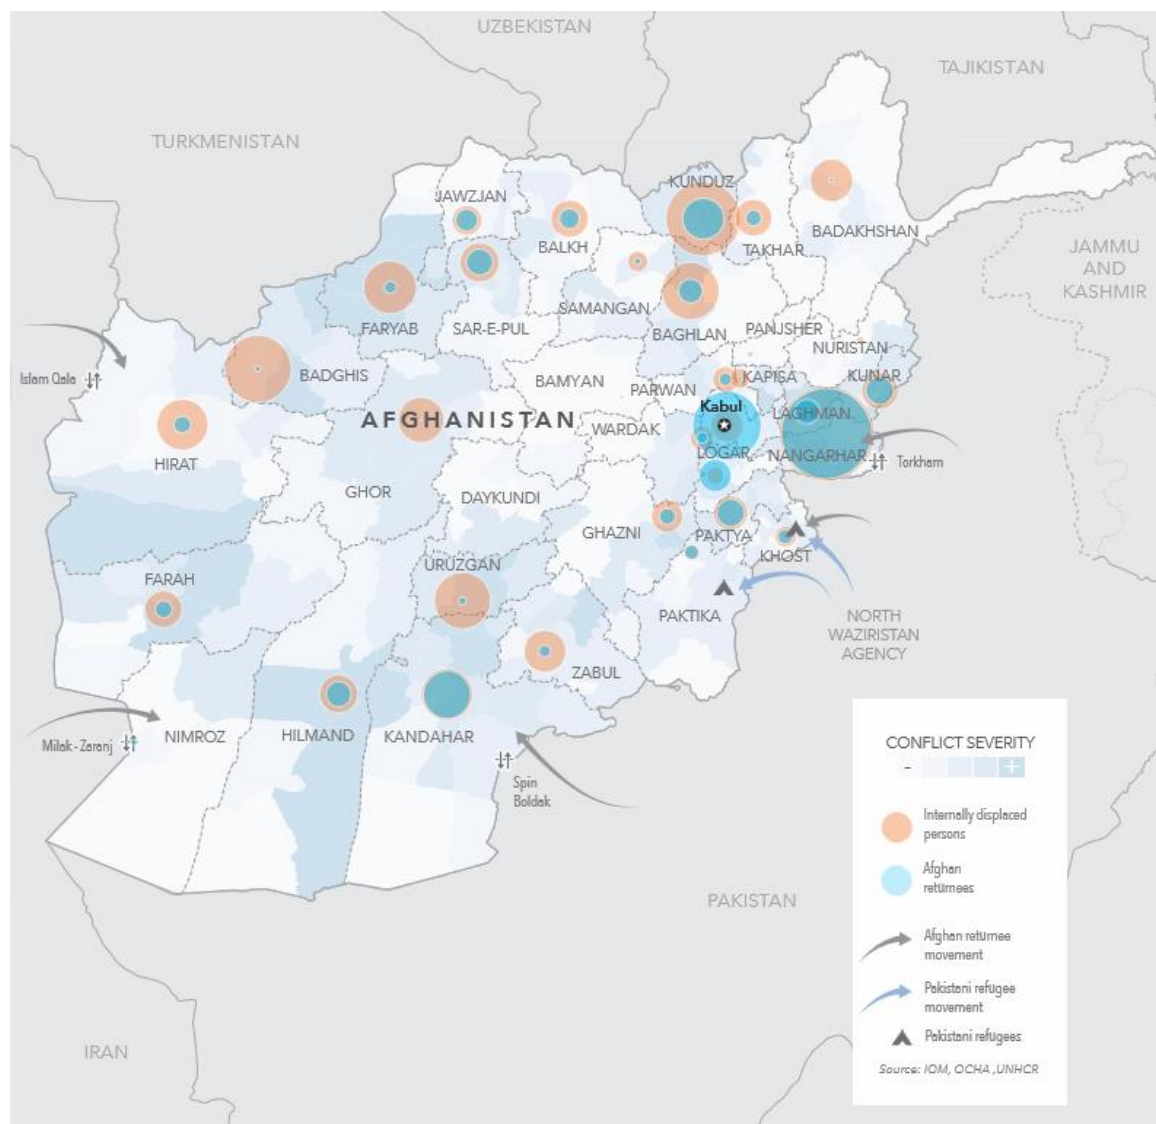 UZBEKISTAN
TAJIKISTAN
TURKMENISTAN
KUNDUZ
JAWZJAN
BADAKHSHAN
BALKH
TAKHAR
JAMMU
AND
KASHMIR
SAMANGAN
FARYAB
SAR-E-PUL
BAGHLAN
PANJSHER
NURISTAN
Islam Qala
BADGHIS
BAMYAN
PARWAN
KAPISA
KUNAR
Kabul
LAGHMAN
AFGHANISTAN
WARDAK
LOGAR
NANGARHAR
Torkham
HIRAT
GHOR
DAYKUNDI
GHAZNI
PAKTYA
KHOST
URUZGAN
FARAH
PAKTIKA
NORTH
WAZIRISTAN
AGENCY
ZABUL
Milak - Zaranj
NIMROZ
HILMAND
KANDAHAR
Spin
Boldak
CONFLICT SEVERITY
- +
Internally displaced
persons
Afghan
returnees
Afghan returnee
movement
Pakistani refugee
movement
Pakistani refugees
Source: IOM, OCHA ,UNHCR
PAKISTAN
IRAN